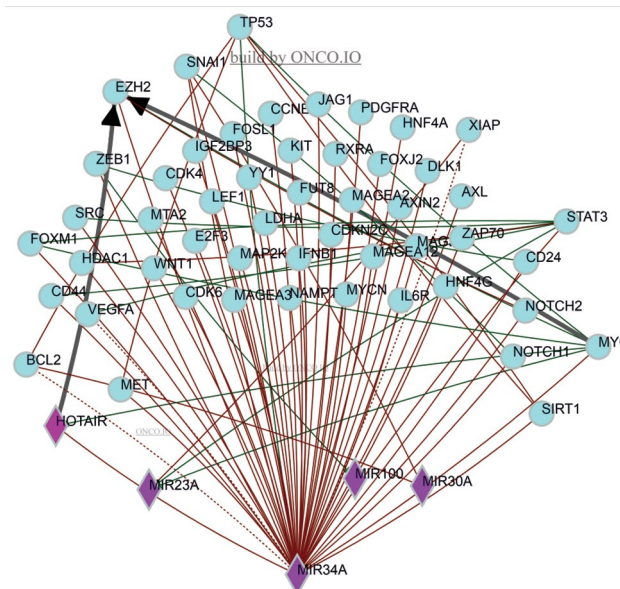 TP53
build by ONCO.IO
SNAI1
EZH2
CCNE
JAG1
PDGFRA
HNF4A
XIAP
FOSL1
IGF2BP3
KIT
RXRA
FOXJ2
DLK1
ZEB1
CDK4
YY1
FUT8
MAGEA2
AXL
LEF1
AXIN2
SRC
MTA2
LDHA
CDKN2C
ZAP70
STAT3
FOXM1
E2F3
HDAC1
WNT1
MAP2K
IFNB1
MAGEA12
MAG
CD24
CD44
VEGFA
CDK6
MAGEA3
NAMPT
MYCN
IL6R
HNF4G
NOTCH2
BCL2
NOTCH1
MY
MET
HOTAIR
SIRT1
ONCO.IO
MIR23A
MIR100
MIR30A
MIR34A